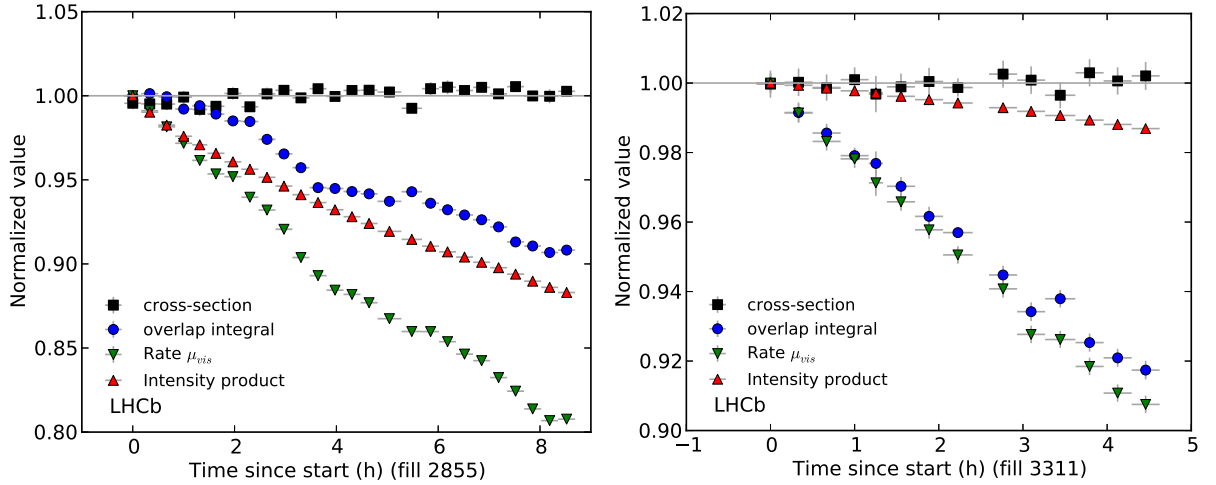 1.05
1.00
0.95
0.90
0.85
0.80
Normalized value
cross-section
overlap integral
Rate μvis
Intensity product
LHCb
0 2 4 6 8
Time since start (h) (fill 2855)
1.02
1.00
0.98
0.96
0.94
0.92
0.90
Normalized value
cross-section
overlap integral
Rate μvis
Intensity product
LHCb
−1 0 1 2 3 4 5
Time since start (h) (fill 3311)